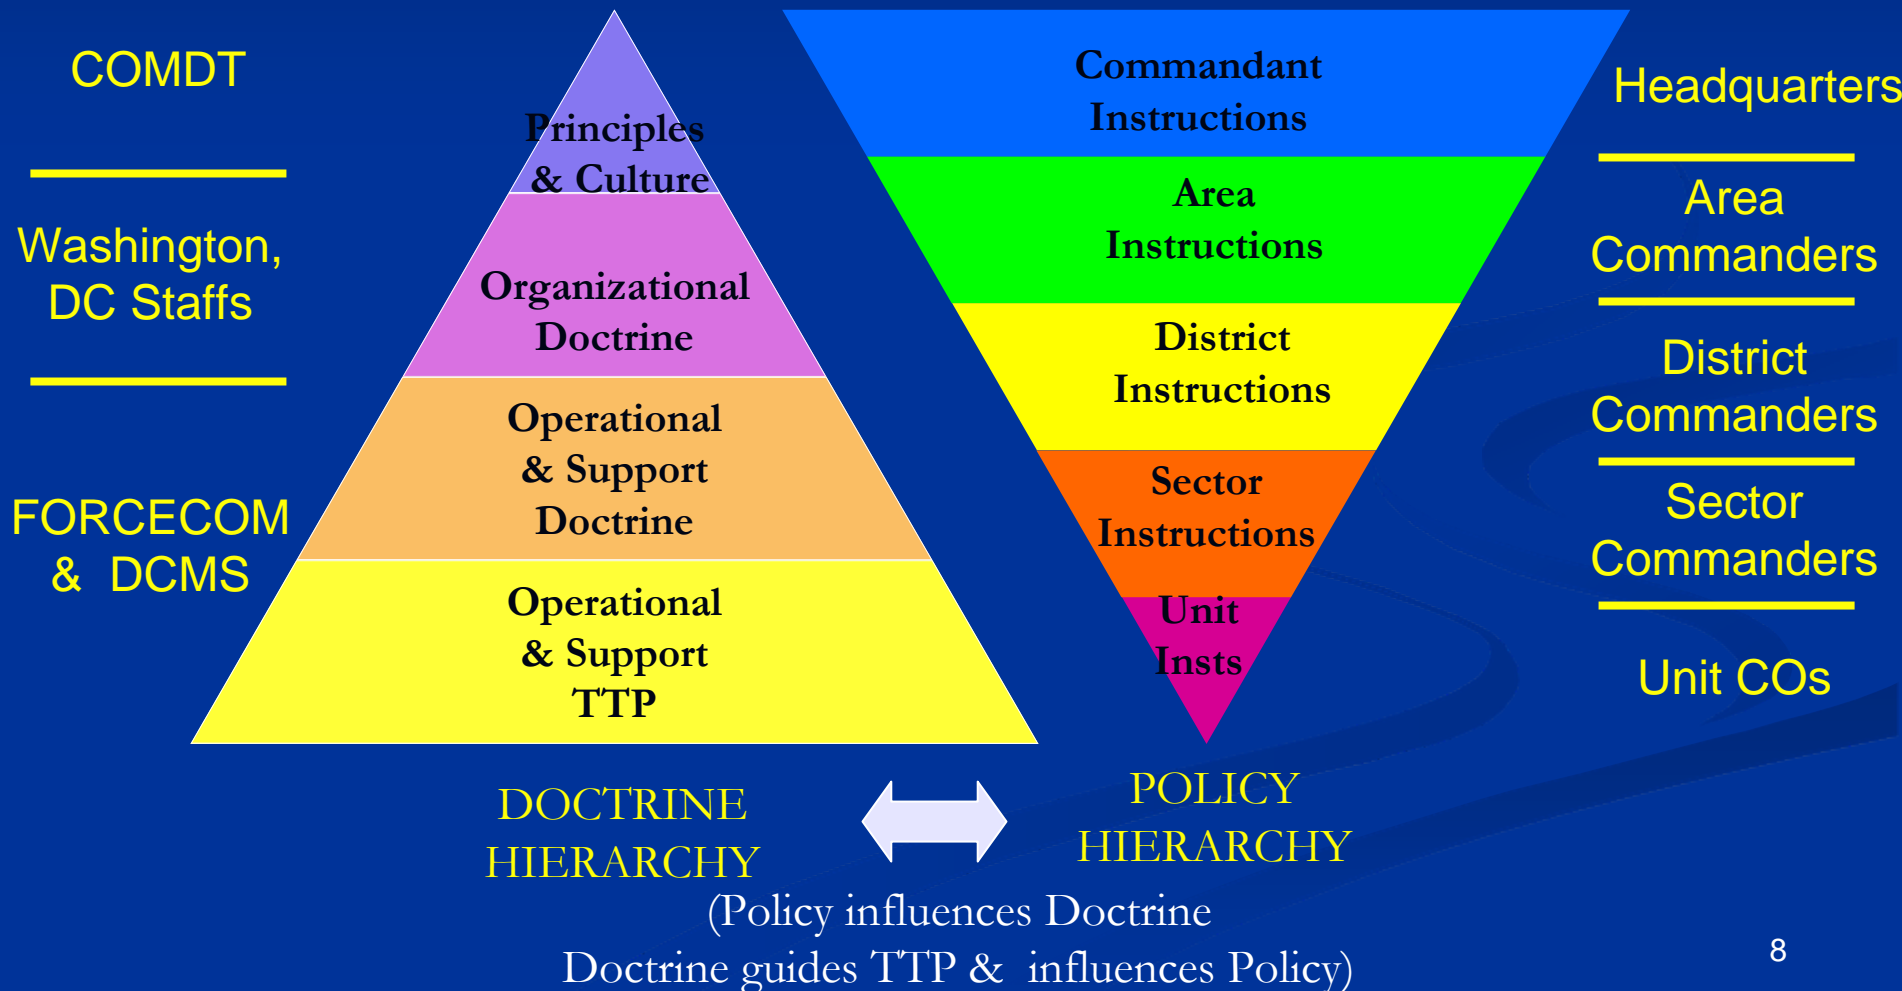 COMDT
Washington,
DC Staffs
FORCECOM
& DCMS
Principles
& Culture
Organizational
Doctrine
Operational
& Support
Doctrine
Operational
& Support
TTP
Commandant
Instructions
Area
Instructions
District
Instructions
Sector
Instructions
Unit
Insts
Headquarters
Area
Commanders
District
Commanders
Sector
Commanders
Unit COs
DOCTRINE
HIERARCHY
POLICY
HIERARCHY
(Policy influences Doctrine
Doctrine guides TTP & influences Policy)
8